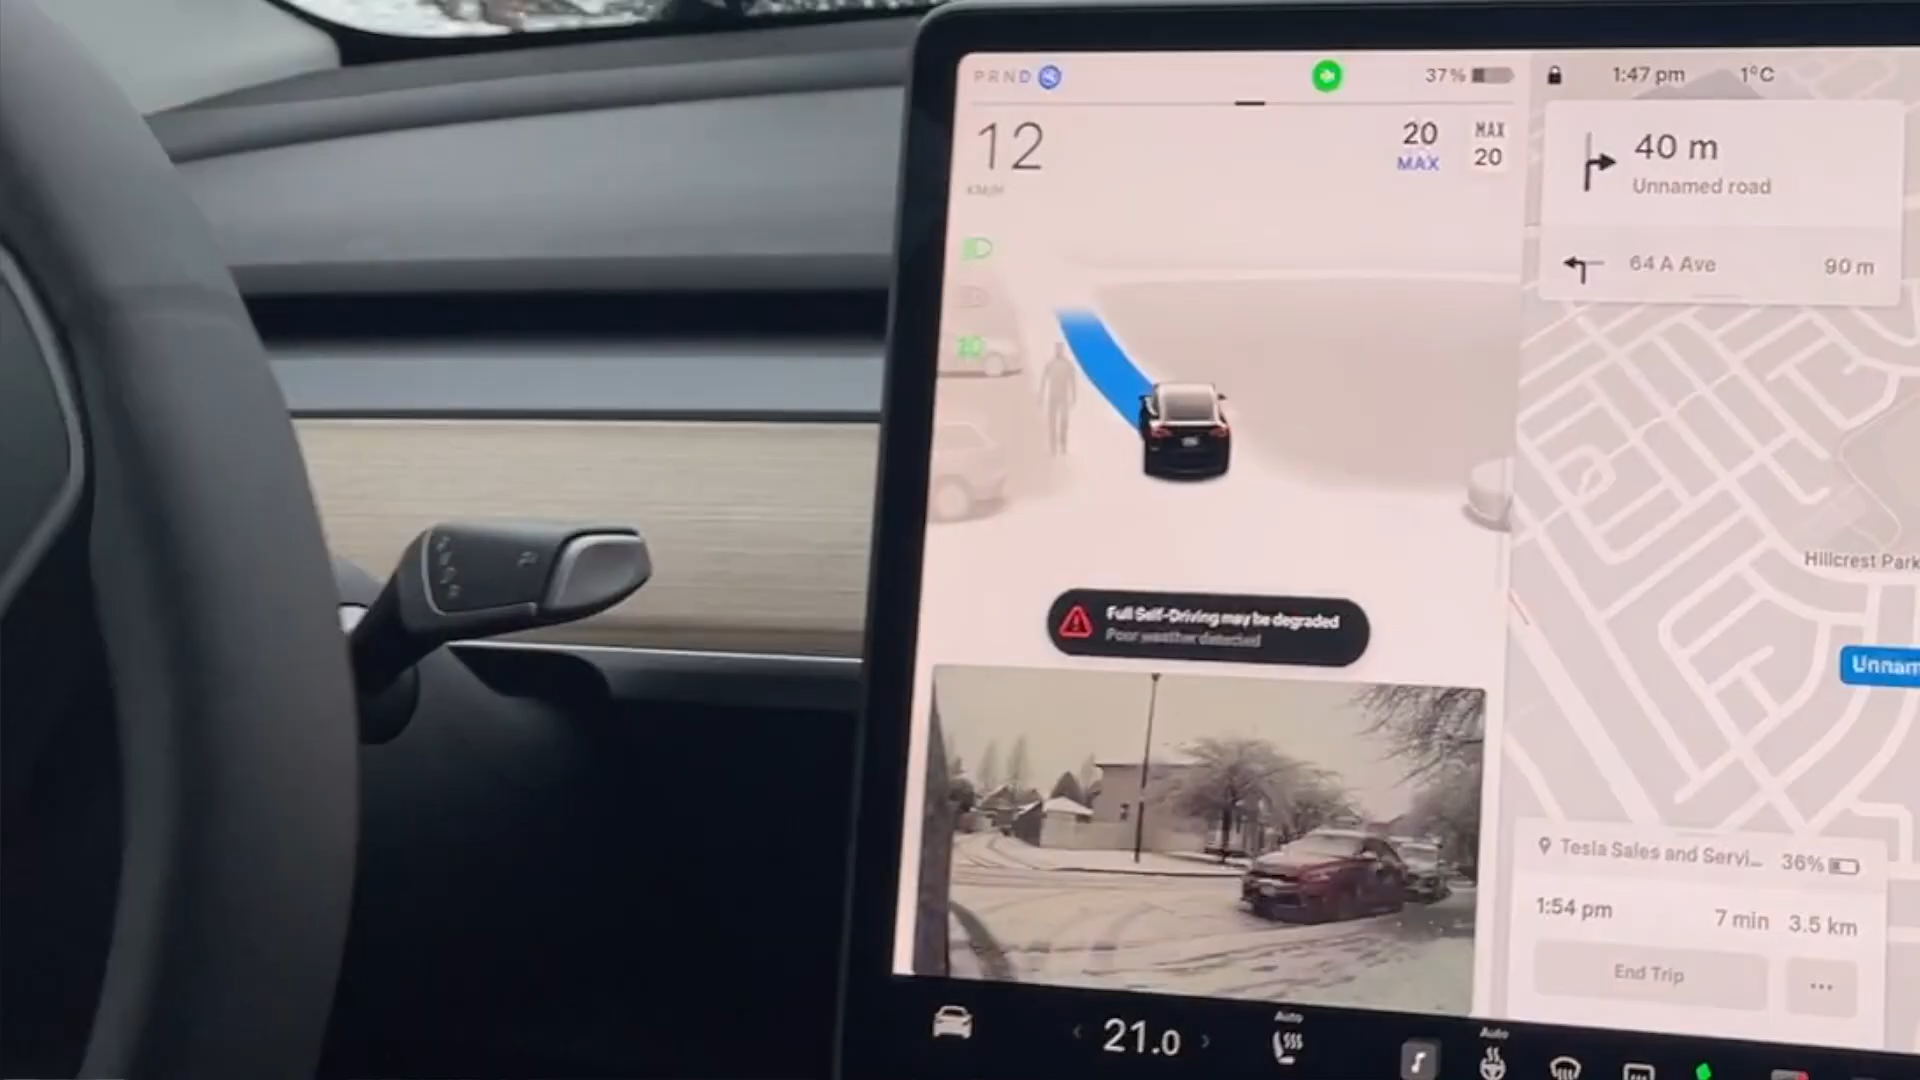 PRND
37%
12
KM/H
20
MAX
MAX
20
1:47 pm
1°C
40 m
Unnamed road
64 A Ave
90 m
Full Self-Driving may be degraded
Poor weather detected
Hillcrest Park
Tesla Sales and Servi...
36%
1:54 pm
7 min
3.5 km
End Trip
...
21.0
Auto
Auto